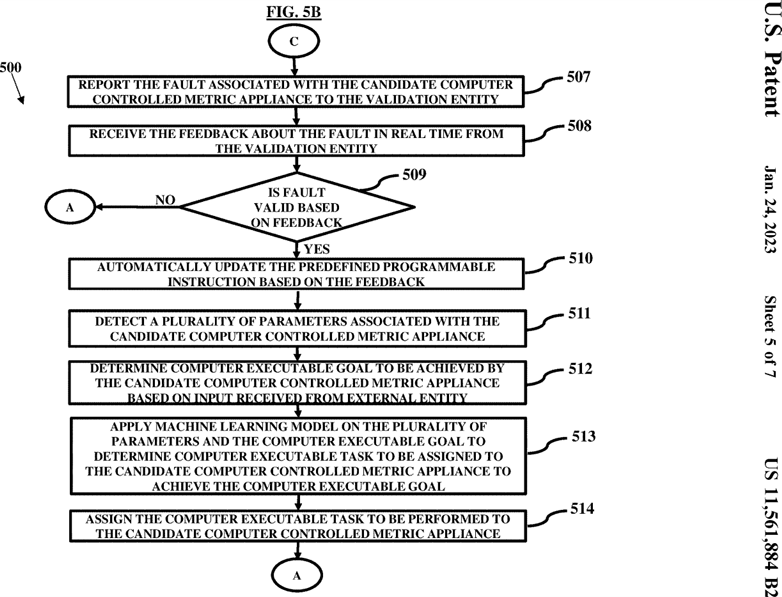 FIG. 5B
C
500
REPORT THE FAULT ASSOCIATED WITH THE CANDIDATE COMPUTER
CONTROLLED METRIC APPLIANCE TO THE VALIDATION ENTITY
507
RECEIVE THE FEEDBACK ABOUT THE FAULT IN REAL TIME FROM
THE VALIDATION ENTITY
508
IS FAULT
VALID BASED
ON FEEDBACK
509
NO
A
YES
AUTOMATICALLY UPDATE THE PREDEFINED PROGRAMMABLE
INSTRUCTION BASED ON THE FEEDBACK
510
DETECT A PLURALITY OF PARAMETERS ASSOCIATED WITH THE
CANDIDATE COMPUTER CONTROLLED METRIC APPLIANCE
511
DETERMINE COMPUTER EXECUTABLE GOAL TO BE ACHIEVED BY
THE CANDIDATE COMPUTER CONTROLLED METRIC APPLIANCE
BASED ON INPUT RECEIVED FROM EXTERNAL ENTITY
512
APPLY MACHINE LEARNING MODEL ON THE PLURALITY OF
PARAMETERS AND THE COMPUTER EXECUTABLE GOAL TO
DETERMINE COMPUTER EXECUTABLE TASK TO BE ASSIGNED TO
THE CANDIDATE COMPUTER CONTROLLED METRIC APPLIANCE TO
ACHIEVE THE COMPUTER EXECUTABLE GOAL
513
ASSIGN THE COMPUTER EXECUTABLE TASK TO BE PERFORMED TO
THE CANDIDATE COMPUTER CONTROLLED METRIC APPLIANCE
514
A
U.S. Patent
Jan. 24, 2023
Sheet 5 of 7
US 11,561,884 B2